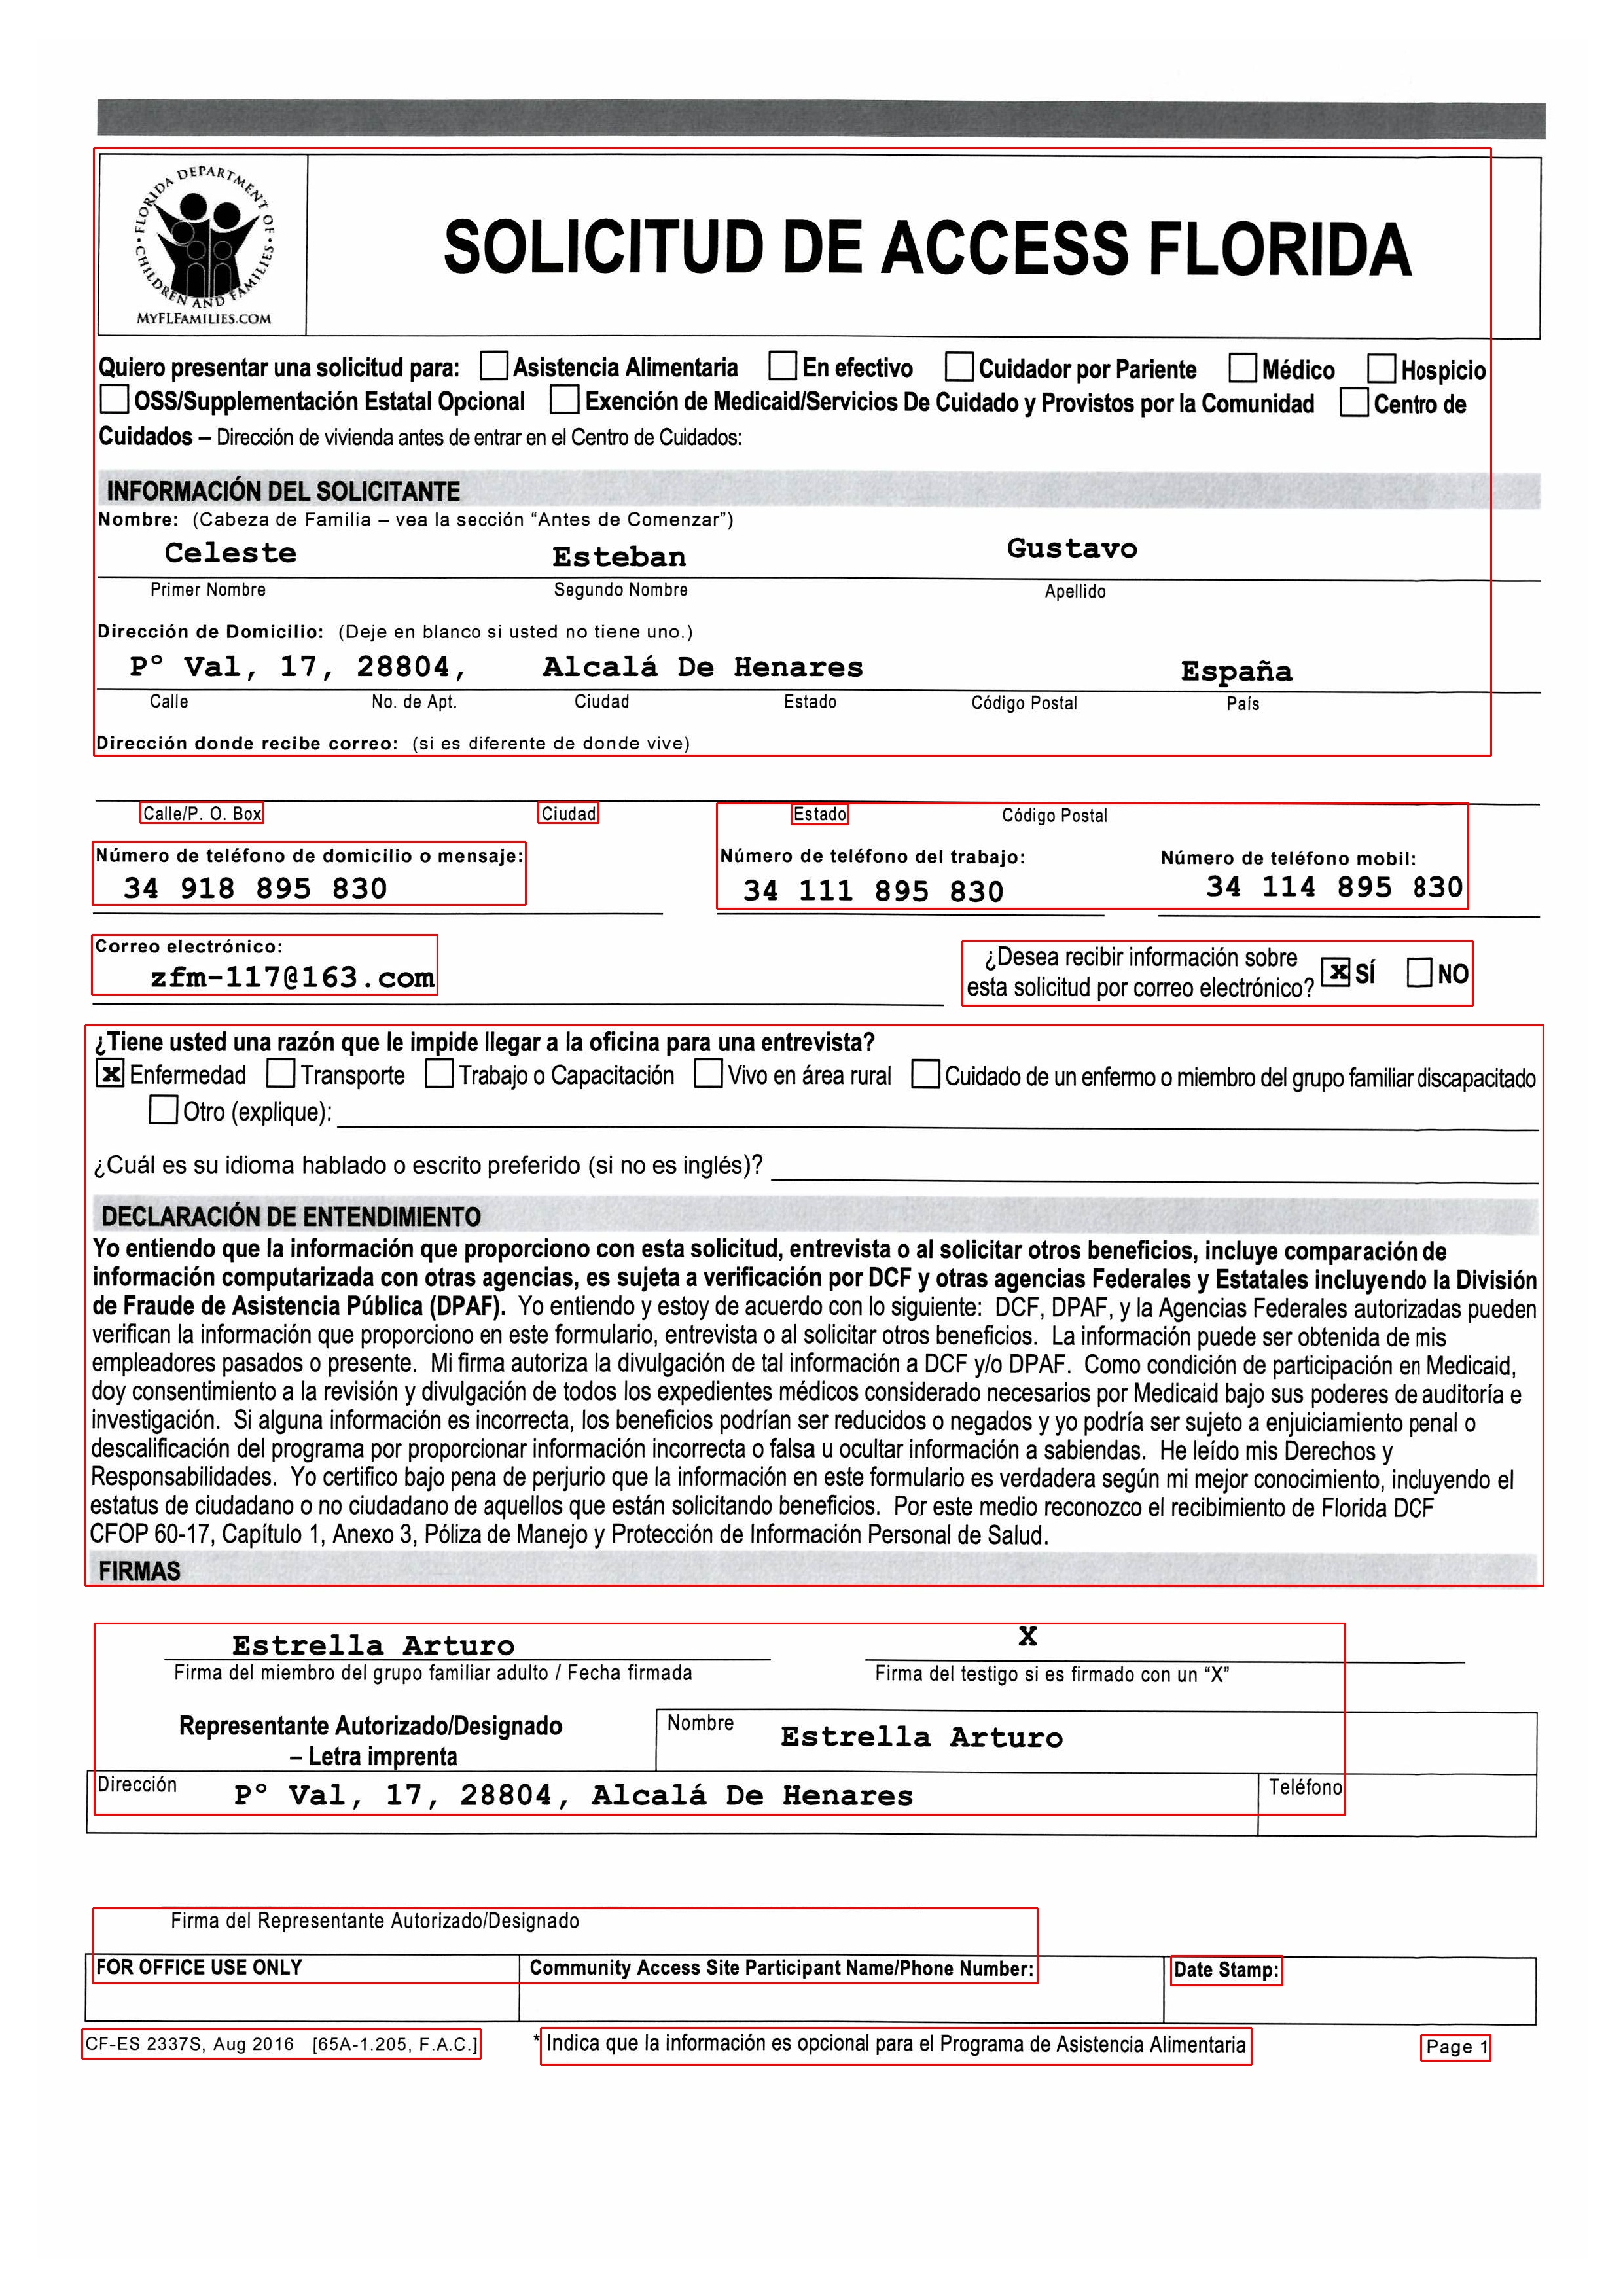 FLORIDA DEPARTMENT OF CHILDREN AND FAMILIES
MYFLFAMILIES.COM
SOLICITUD DE ACCESS FLORIDA
Quiero presentar una solicitud para: Asistencia Alimentaria En efectivo Cuidador por Pariente Médico Hospicio
OSS/Supplementación Estatal Opcional Exención de Medicaid/Servicios De Cuidado y Provistos por la Comunidad Centro de
Cuidados – Dirección de vivienda antes de entrar en el Centro de Cuidados:
INFORMACIÓN DEL SOLICITANTE
Nombre: (Cabeza de Familia – vea la sección “Antes de Comenzar”)
Celeste Esteban Gustavo
Primer Nombre Segundo Nombre Apellido
Dirección de Domicilio: (Deje en blanco si usted no tiene uno.)
Pº Val, 17, 28804, Alcalá De Henares España
Calle No. de Apt. Ciudad Estado Código Postal País
Dirección donde recibe correo: (si es diferente de donde vive)
Calle/P. O. Box Ciudad Estado Código Postal
Número de teléfono de domicilio o mensaje: Número de teléfono del trabajo: Número de teléfono mobil:
34 918 895 830 34 111 895 830 34 114 895 830
Correo electrónico:
zfm-117@163.com
¿Desea recibir información sobre
esta solicitud por correo electrónico? x SÍ NO
¿Tiene usted una razón que le impide llegar a la oficina para una entrevista?
x Enfermedad Transporte Trabajo o Capacitación Vivo en área rural Cuidado de un enfermo o miembro del grupo familiar discapacitado
Otro (explique):
¿Cuál es su idioma hablado o escrito preferido (si no es inglés)?
DECLARACIÓN DE ENTENDIMIENTO
Yo entiendo que la información que proporciono con esta solicitud, entrevista o al solicitar otros beneficios, incluye comparación de
información computarizada con otras agencias, es sujeta a verificación por DCF y otras agencias Federales y Estatales incluyendo la División
de Fraude de Asistencia Pública (DPAF). Yo entiendo y estoy de acuerdo con lo siguiente: DCF, DPAF, y la Agencias Federales autorizadas pueden
verifican la información que proporciono en este formulario, entrevista o al solicitar otros beneficios. La información puede ser obtenida de mis
empleadores pasados o presente. Mi firma autoriza la divulgación de tal información a DCF y/o DPAF. Como condición de participación en Medicaid,
doy consentimiento a la revisión y divulgación de todos los expedientes médicos considerado necesarios por Medicaid bajo sus poderes de auditoría e
investigación. Si alguna información es incorrecta, los beneficios podrían ser reducidos o negados y yo podría ser sujeto a enjuiciamiento penal o
descalificación del programa por proporcionar información incorrecta o falsa u ocultar información a sabiendas. He leído mis Derechos y
Responsabilidades. Yo certifico bajo pena de perjurio que la información en este formulario es verdadera según mi mejor conocimiento, incluyendo el
estatus de ciudadano o no ciudadano de aquellos que están solicitando beneficios. Por este medio reconozco el recibimiento de Florida DCF
CFOP 60-17, Capítulo 1, Anexo 3, Póliza de Manejo y Protección de Información Personal de Salud.
FIRMAS
Estrella Arturo X
Firma del miembro del grupo familiar adulto / Fecha firmada Firma del testigo si es firmado con un “X”
Representante Autorizado/Designado
– Letra imprenta
Nombre Estrella Arturo
Dirección Pº Val, 17, 28804, Alcalá De Henares Teléfono
Firma del Representante Autorizado/Designado
FOR OFFICE USE ONLY Community Access Site Participant Name/Phone Number: Date Stamp:
CF-ES 2337S, Aug 2016 [65A-1.205, F.A.C.] * Indica que la información es opcional para el Programa de Asistencia Alimentaria Page 1